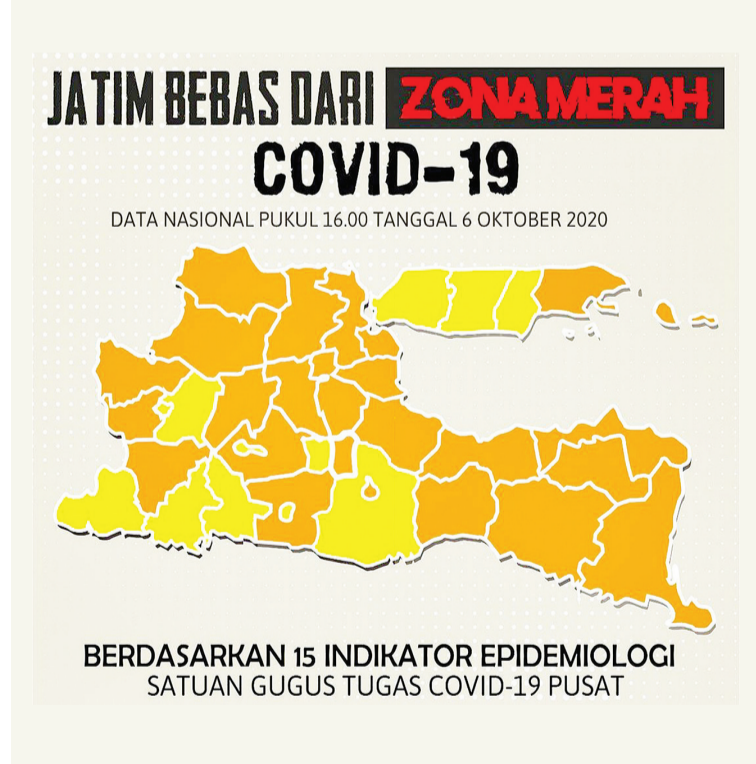 JATIM BEBAS DARI ZONA MERAH
COVID-19
DATA NASIONAL PUKUL 16.00 TANGGAL 6 OKTOBER 2020
BERDASARKAN 15 INDIKATOR EPIDEMIOLOGI
SATUAN GUGUS TUGAS COVID-19 PUSAT